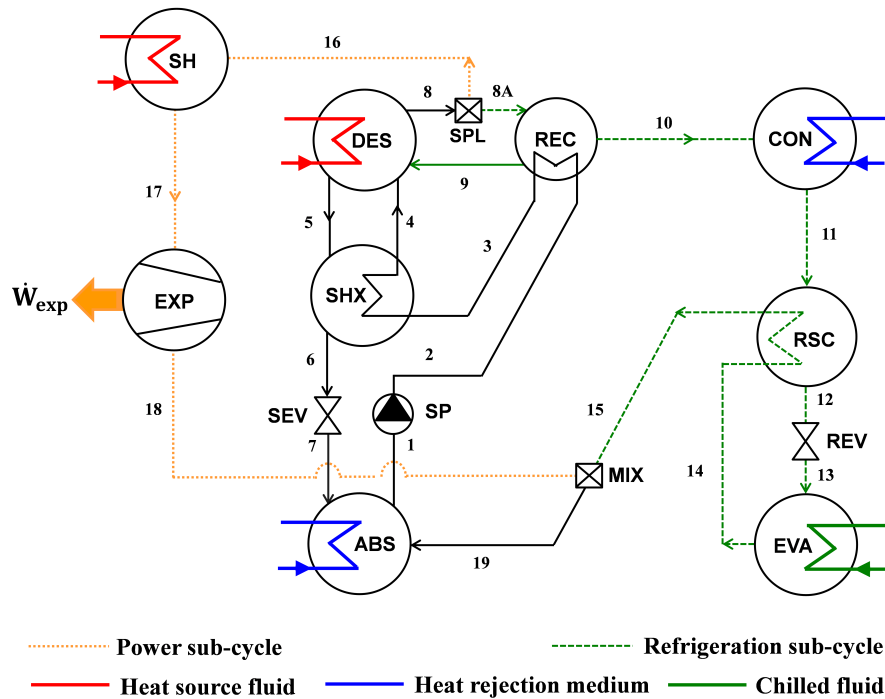 16
SH
8
8A
SPL
DES
REC
10
CON
9
17
5
4
3
11
Ẇexp
EXP
SHX
RSC
6
2
18
SEV
SP
15
12
REV
7
1
14
13
MIX
ABS
19
EVA
Power sub-cycle
Refrigeration sub-cycle
Heat source fluid
Heat rejection medium
Chilled fluid